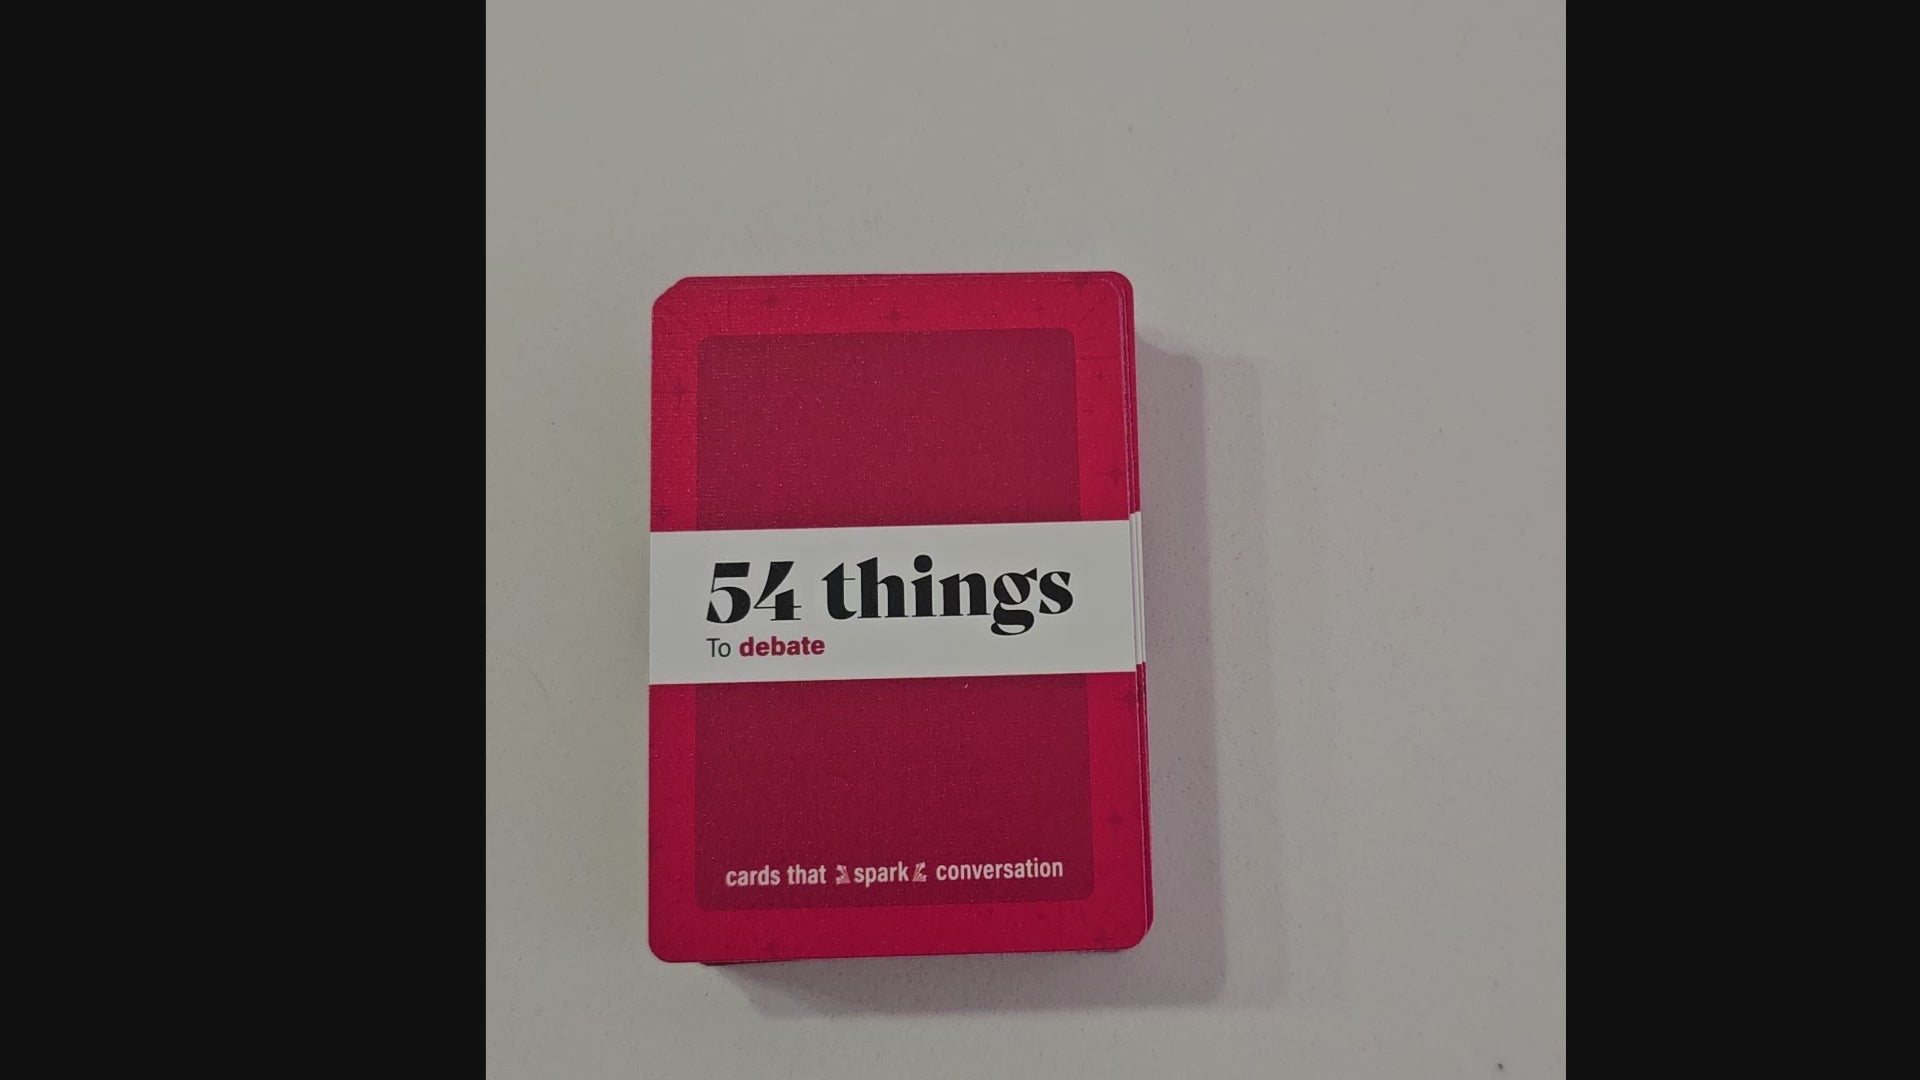 54 things
To debate
cards that spark conversation